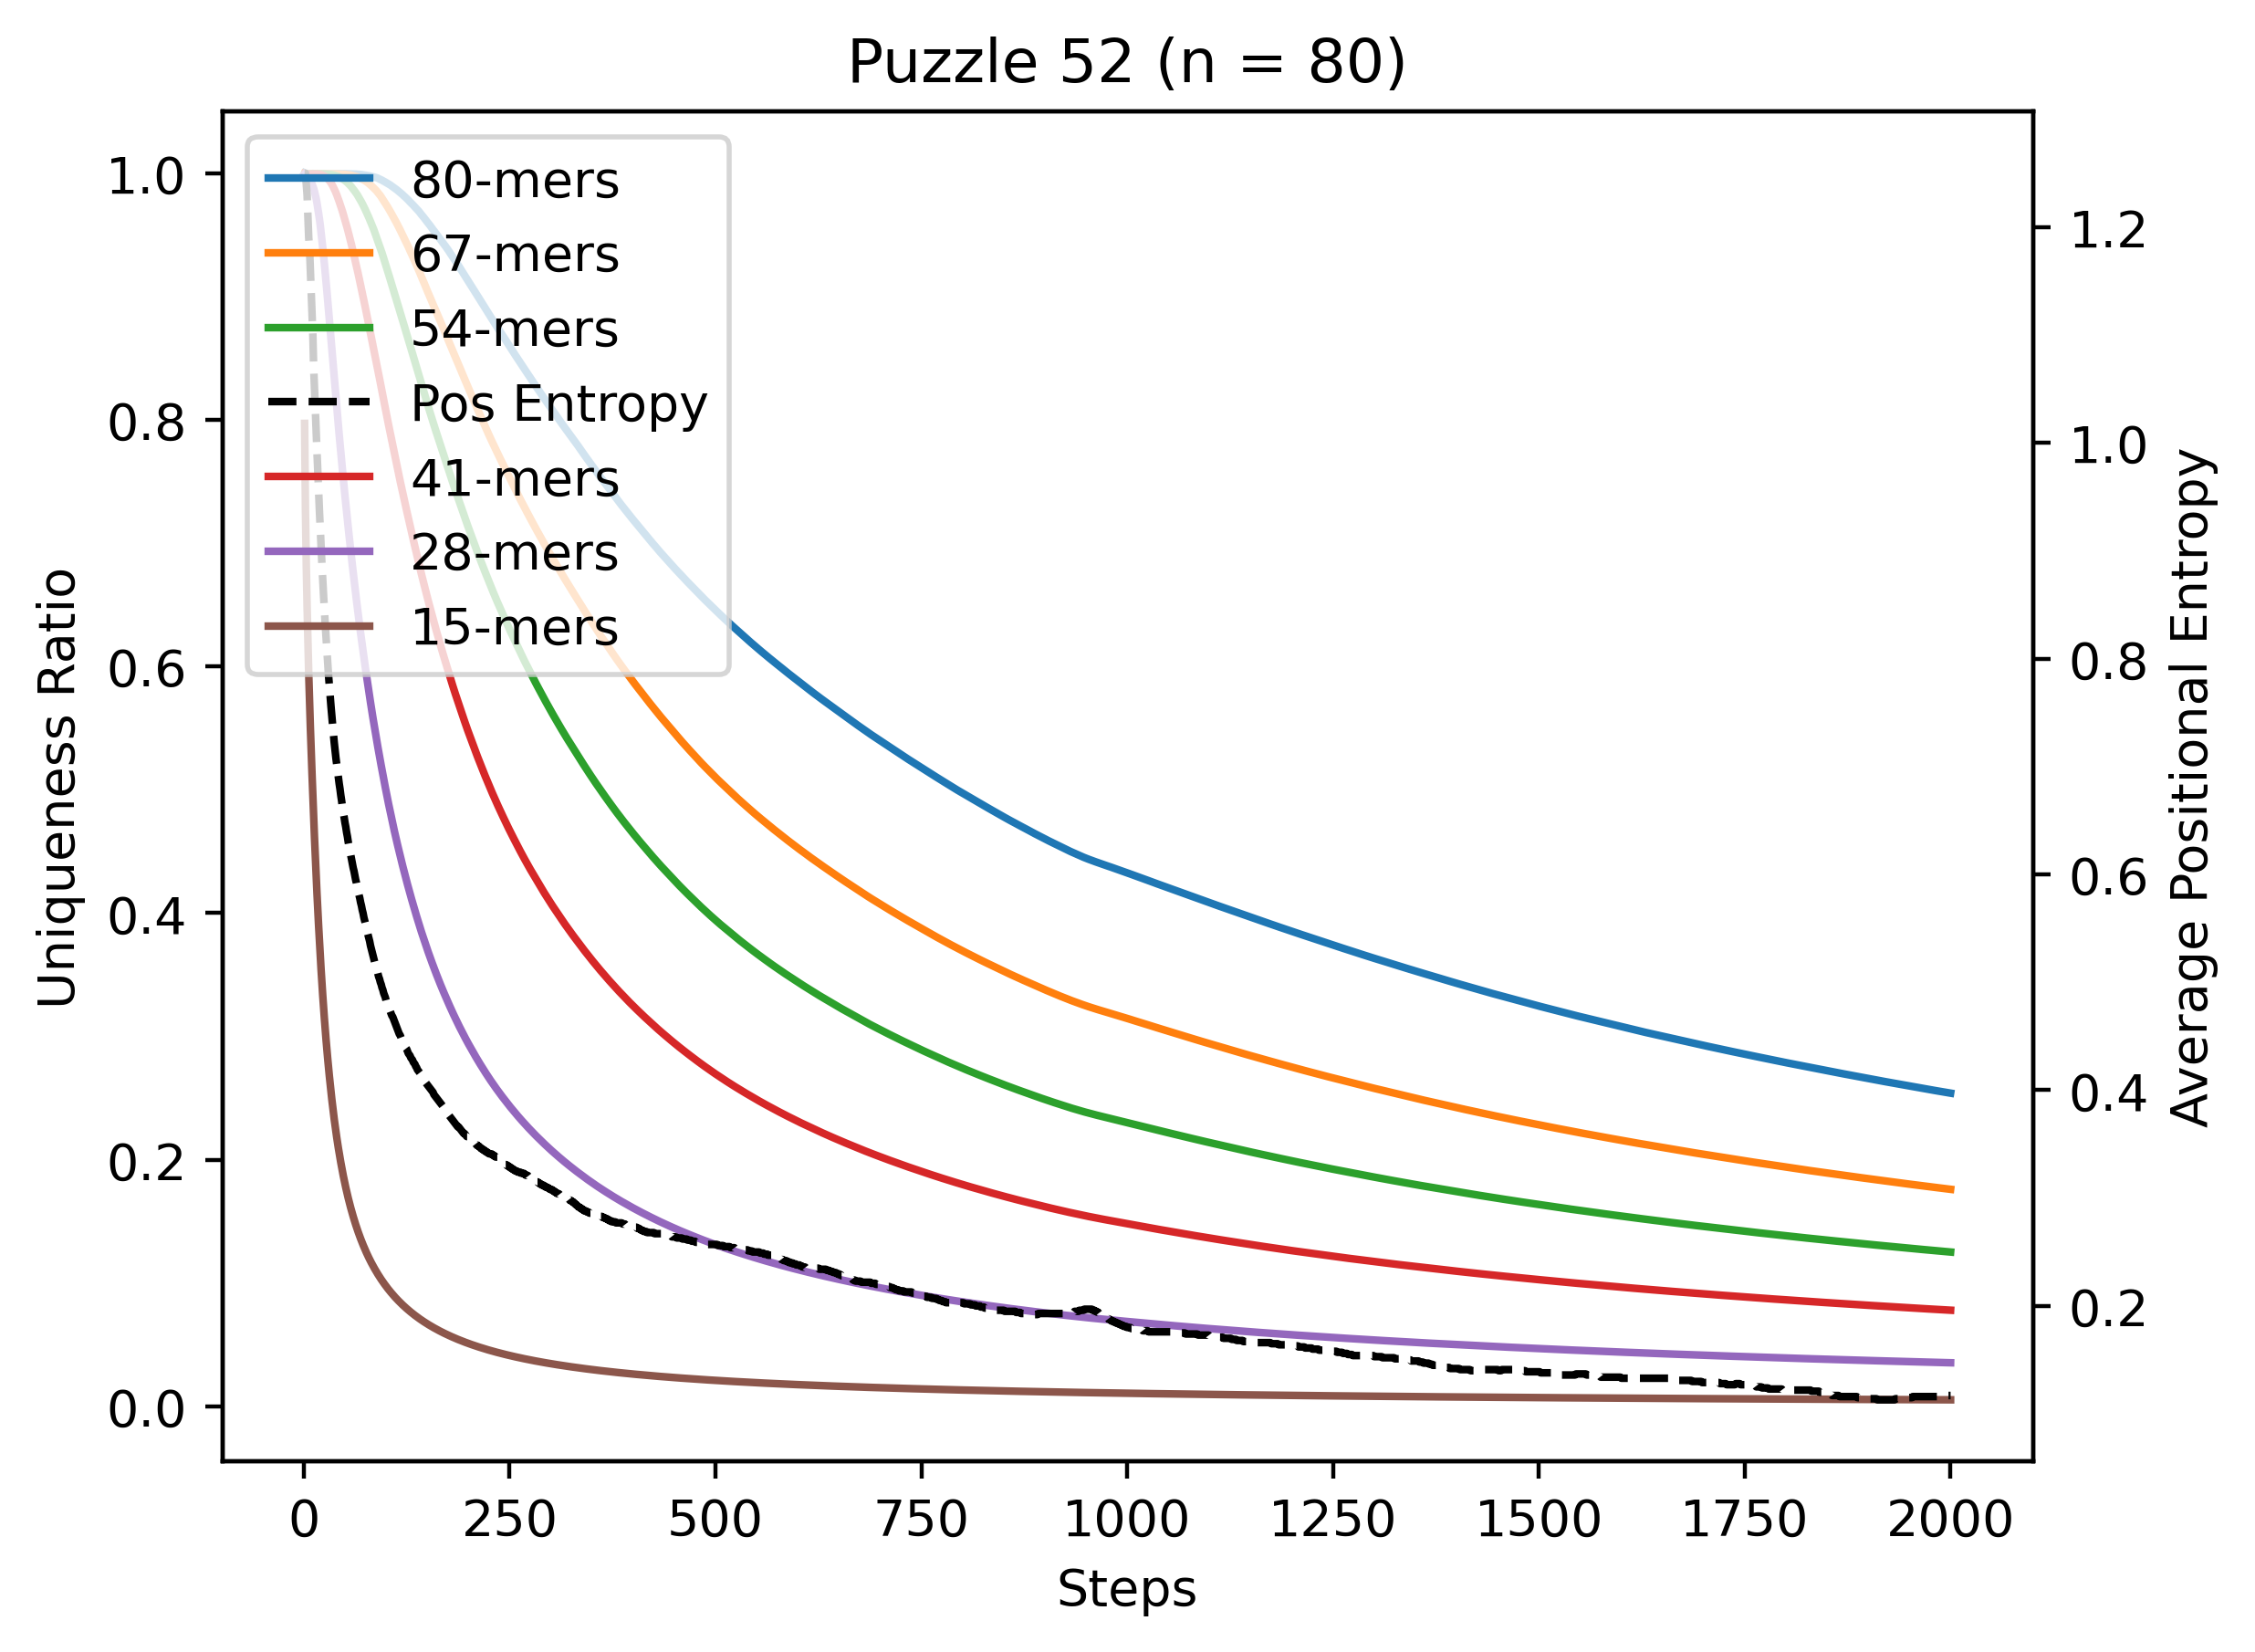 Puzzle 52 (n = 80)
80-mers
67-mers
54-mers
Pos Entropy
41-mers
28-mers
15-mers
Uniqueness Ratio
1.0
0.8
0.6
0.4
0.2
0.0
1.2
1.0
0.8
0.6
0.4
0.2
Average Positional Entropy
0 250 500 750 1000 1250 1500 1750 2000
Steps